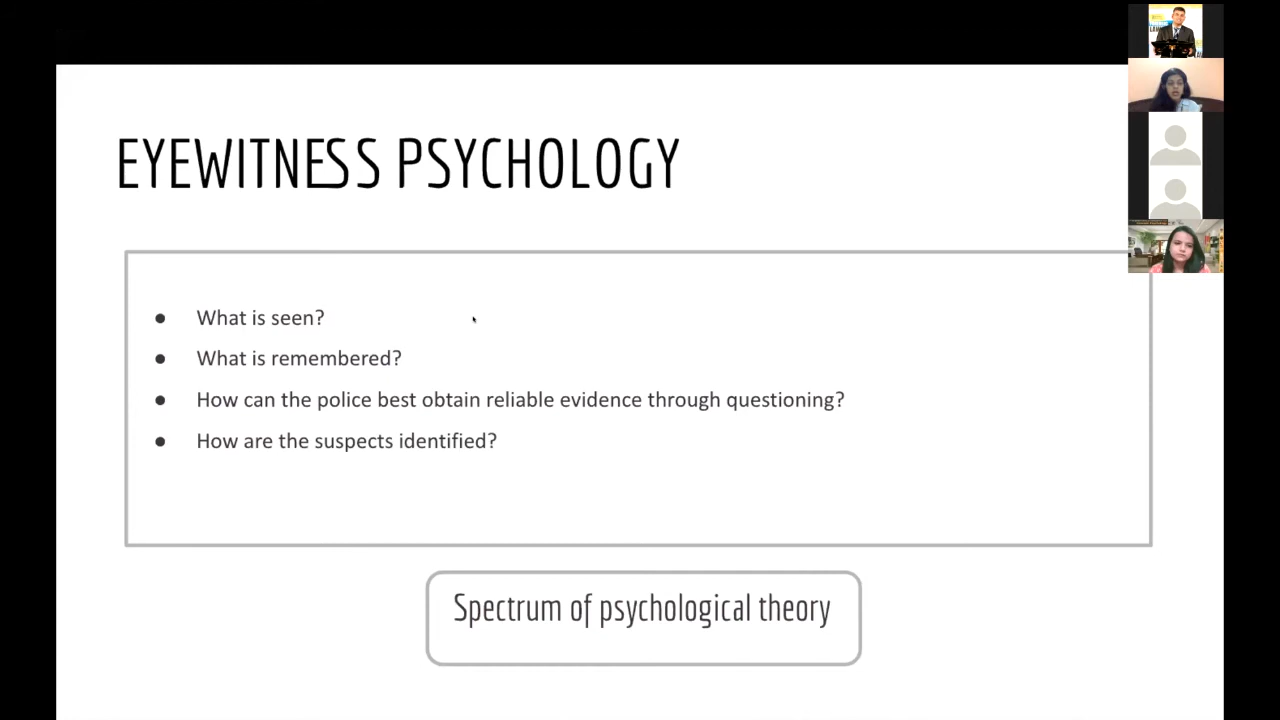 EYEWITNESS PSYCHOLOGY
● What is seen?
● What is remembered?
● How can the police best obtain reliable evidence through questioning?
● How are the suspects identified?
Spectrum of psychological theory